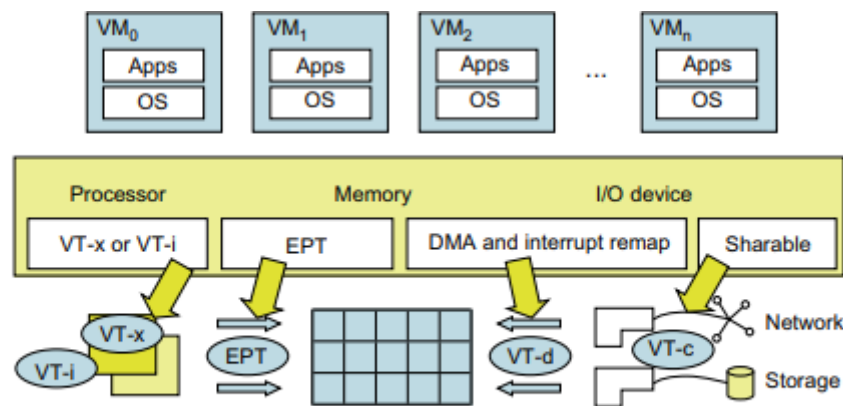 VM0 VM1 VM2 VMn
Apps Apps Apps Apps
OS OS OS ... OS
Processor Memory I/O device
VT-x or VT-i EPT DMA and interrupt remap Sharable
VT-x Network
VT-i EPT VT-d VT-c
Storage